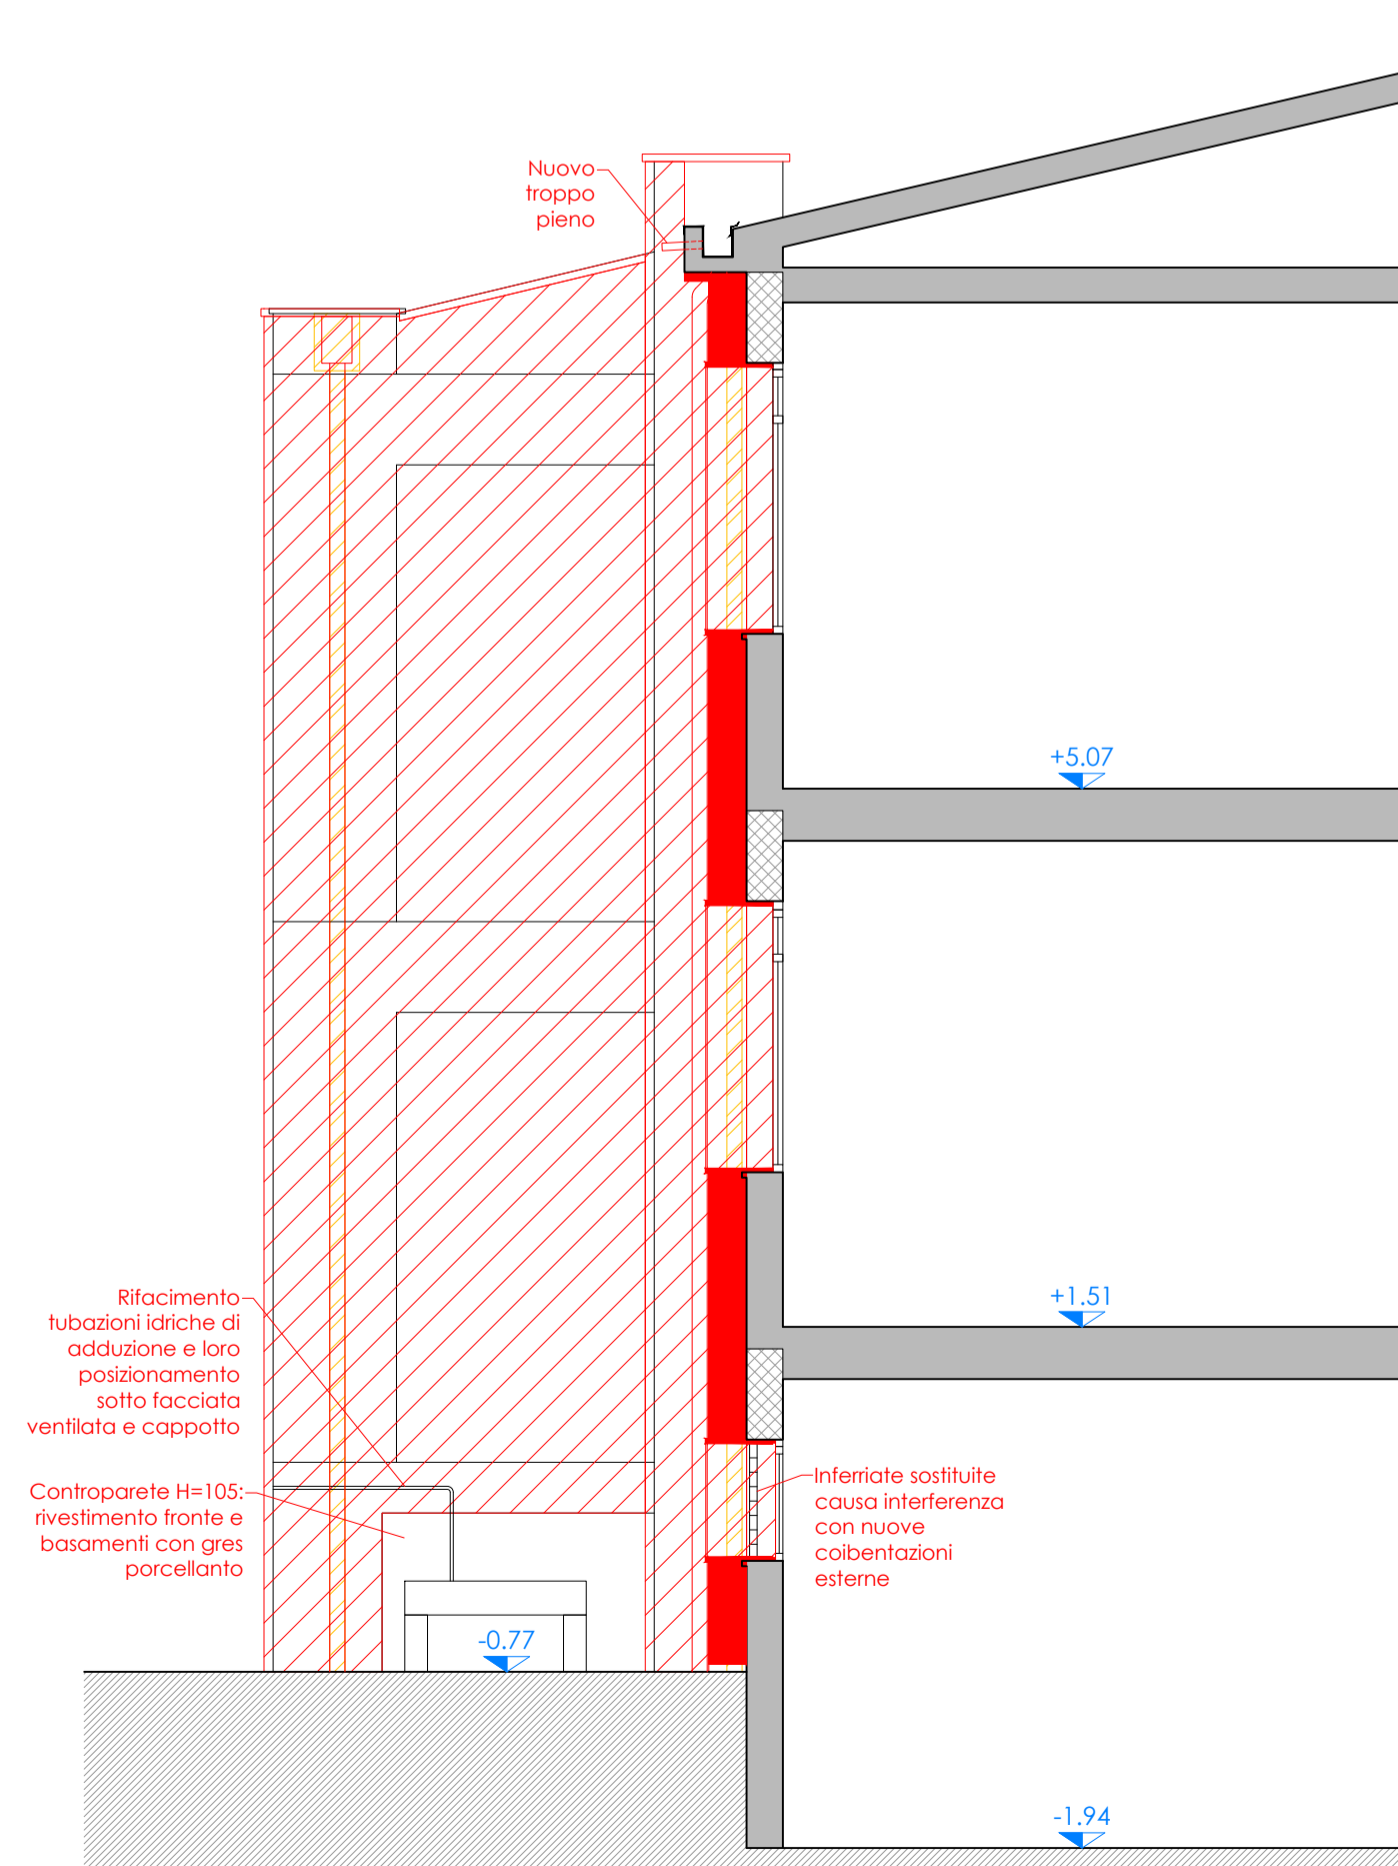 Nuovo
troppo
pieno
+5.07
+1.51
Rifacimento
tubazioni idriche di
adduzione e loro
posizionamento
sotto facciata
ventilata e cappotto
Controparete H=105:
rivestimento fronte e
basamenti con gres
porcellanto
Inferriate sostituite
causa interferenza
con nuove
coibentazioni
esterne
-0.77
-1.94